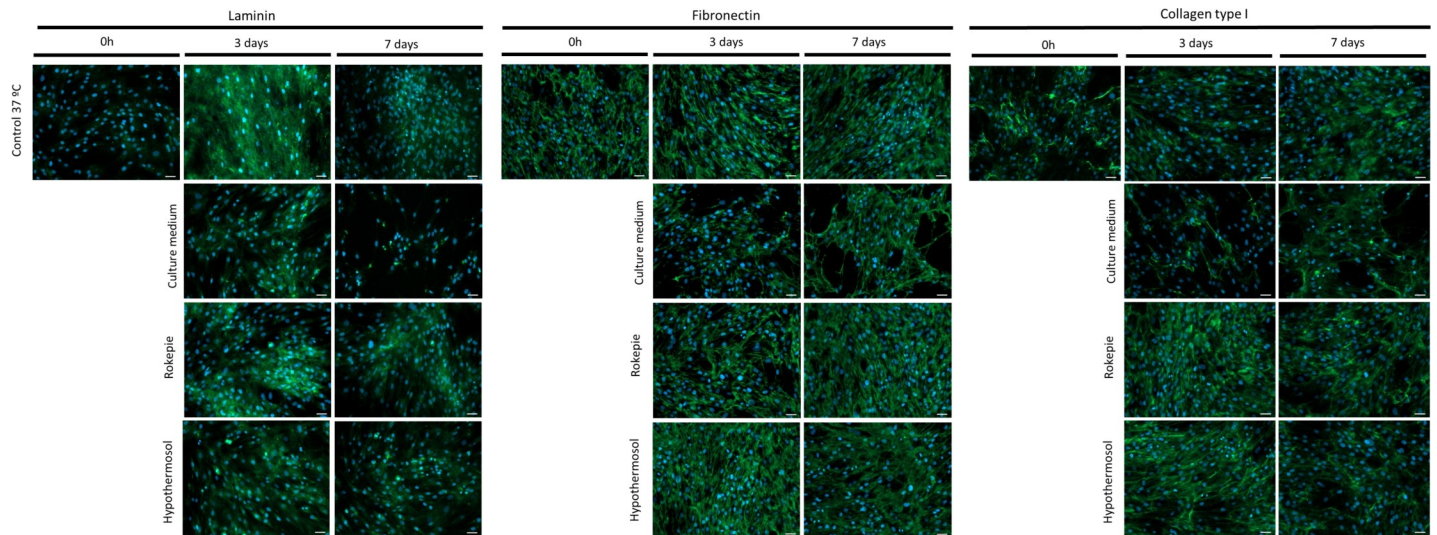 Laminin
Fibronectin
Collagen type I
0h
3 days
7 days
0h
3 days
7 days
0h
3 days
7 days
Control 37 ºC
Culture medium
Culture medium
Culture medium
Rokepie
Rokepie
Rokepie
Hypothermosol
Hypothermosol
Hypothermosol